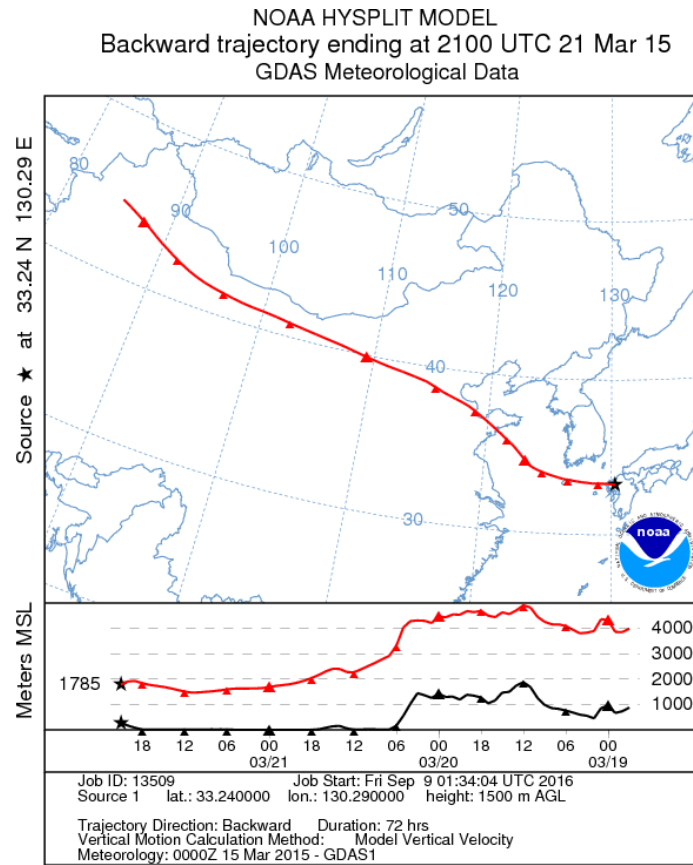 NOAA HYSPLIT MODEL
Backward trajectory ending at 2100 UTC 21 Mar 15
GDAS Meteorological Data
Source ★ at 33.24 N 130.29 E
80
90
100
110
50
120
130
40
30
noaa
Meters MSL
1785
4000
3000
2000
1000
18 12 06 00 18 12 06 00 18 12 06 00
03/21 03/20 03/19
Job ID: 13509 Job Start: Fri Sep 9 01:34:04 UTC 2016
Source 1 lat.: 33.240000 lon.: 130.290000 height: 1500 m AGL
Trajectory Direction: Backward Duration: 72 hrs
Vertical Motion Calculation Method: Model Vertical Velocity
Meteorology: 0000Z 15 Mar 2015 - GDAS1